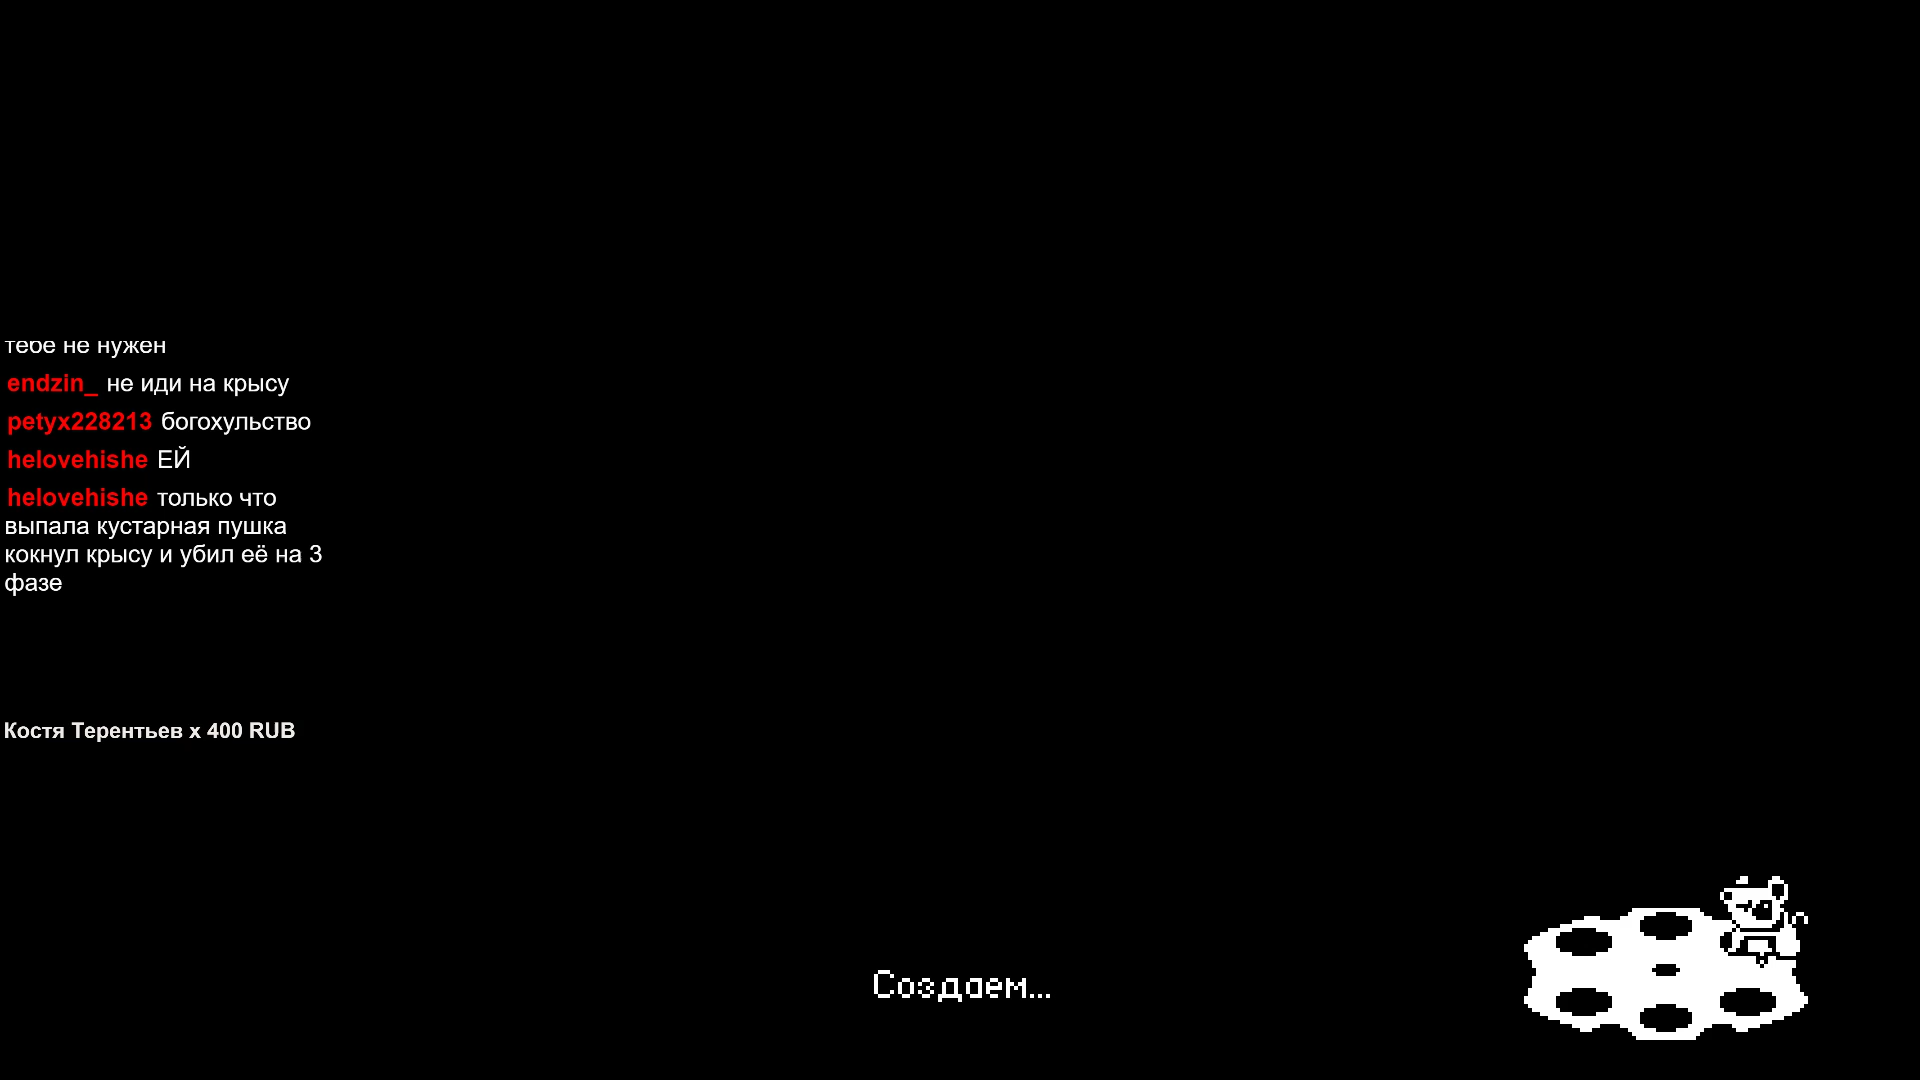 тебе не нужен
endzin_ не иди на крысу
petyx228213 богохульство
helovehishe ЕЙ
helovehishe только что
выпала кустарная пушка
кокнул крысу и убил её на 3
фазе
Костя Терентьев x 400 RUB
Создаем...